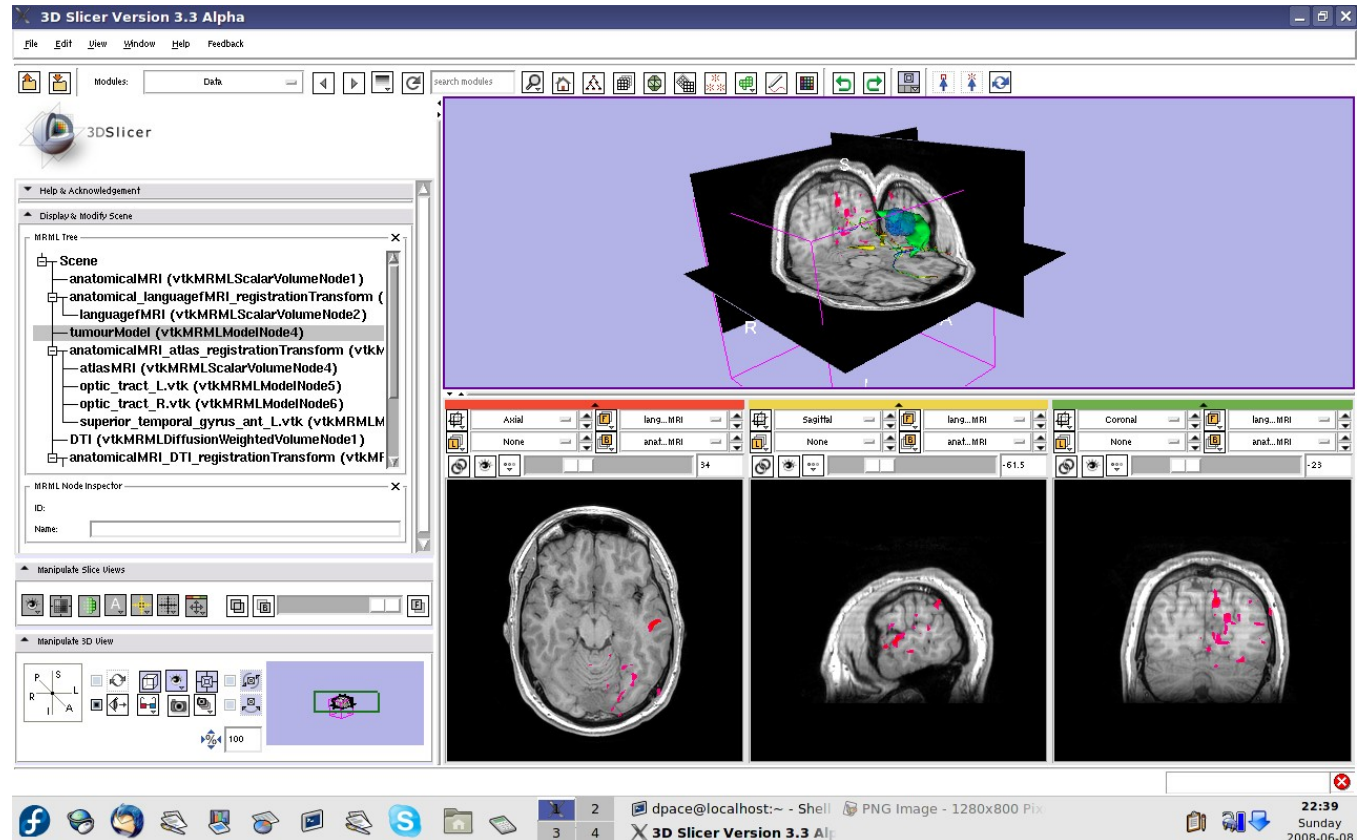 3D Slicer Version 3.3 Alpha
File Edit View Window Help Feedback
Modules: Data search modules
3DSlicer
Help & Acknowledgement
Display & Modify Scene
MRML Tree
Scene
anatomicalMRI (vtkMRMLScalarVolumeNode1)
anatomical_languagefMRI_registrationTransform (
languagefMRI (vtkMRMLScalarVolumeNode2)
tumourModel (vtkMRMLModelNode4)
anatomicalMRI_atlas_registrationTransform (vtkM
atlasMRI (vtkMRMLScalarVolumeNode4)
optic_tract_L.vtk (vtkMRMLModelNode5)
optic_tract_R.vtk (vtkMRMLModelNode6)
superior_temporal_gyrus_ant_L.vtk (vtkMRMLM
DTI (vtkMRMLDiffusionWeightedVolumeNode1)
anatomicalMRI_DTI_registrationTransform (vtkMF
MRML Node Inspector
ID:
Name:
Manipulate Slice Views
Manipulate 3D View
P S
R L
I A
100
S
R A
Axial lang...MRI Sagittal lang...MRI Coronal lang...MRI
None anat...MRI None anat...MRI None anat...MRI
34 -61.5 -23
1 2 dpace@localhost:~ - Shell PNG Image - 1280x800 Pix
3 4 3D Slicer Version 3.3 Alp
22:39
Sunday
2008-06-08